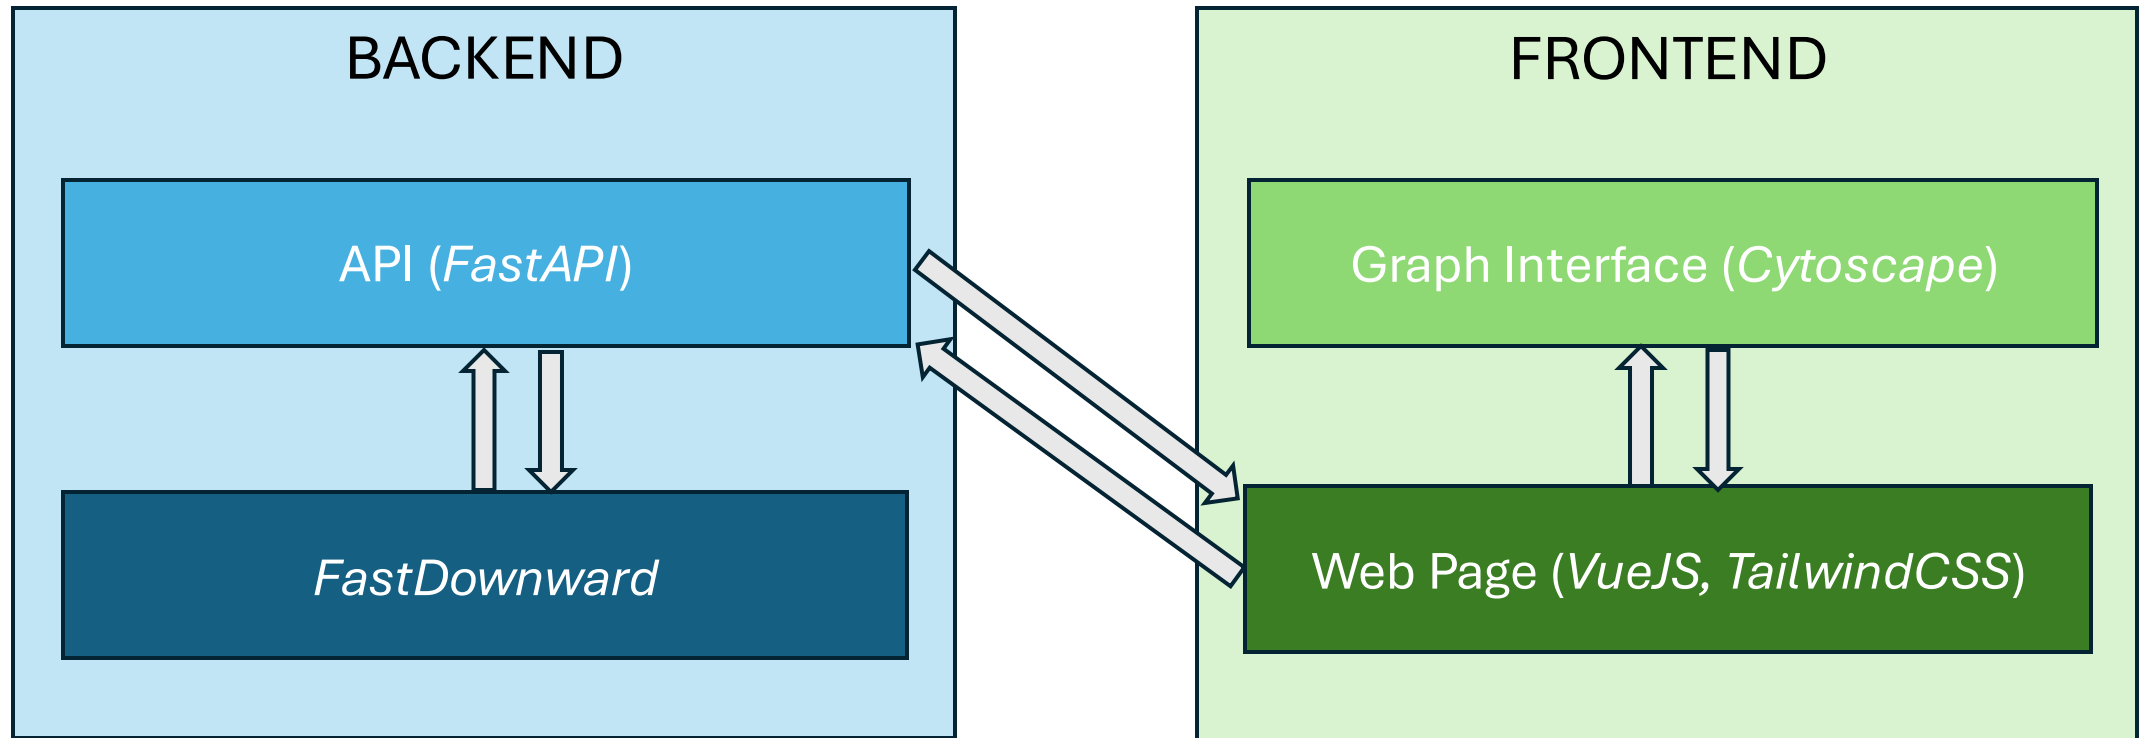 BACKEND
API (FastAPI)
FastDownward
FRONTEND
Graph Interface (Cytoscape)
Web Page (VueJS, TailwindCSS)